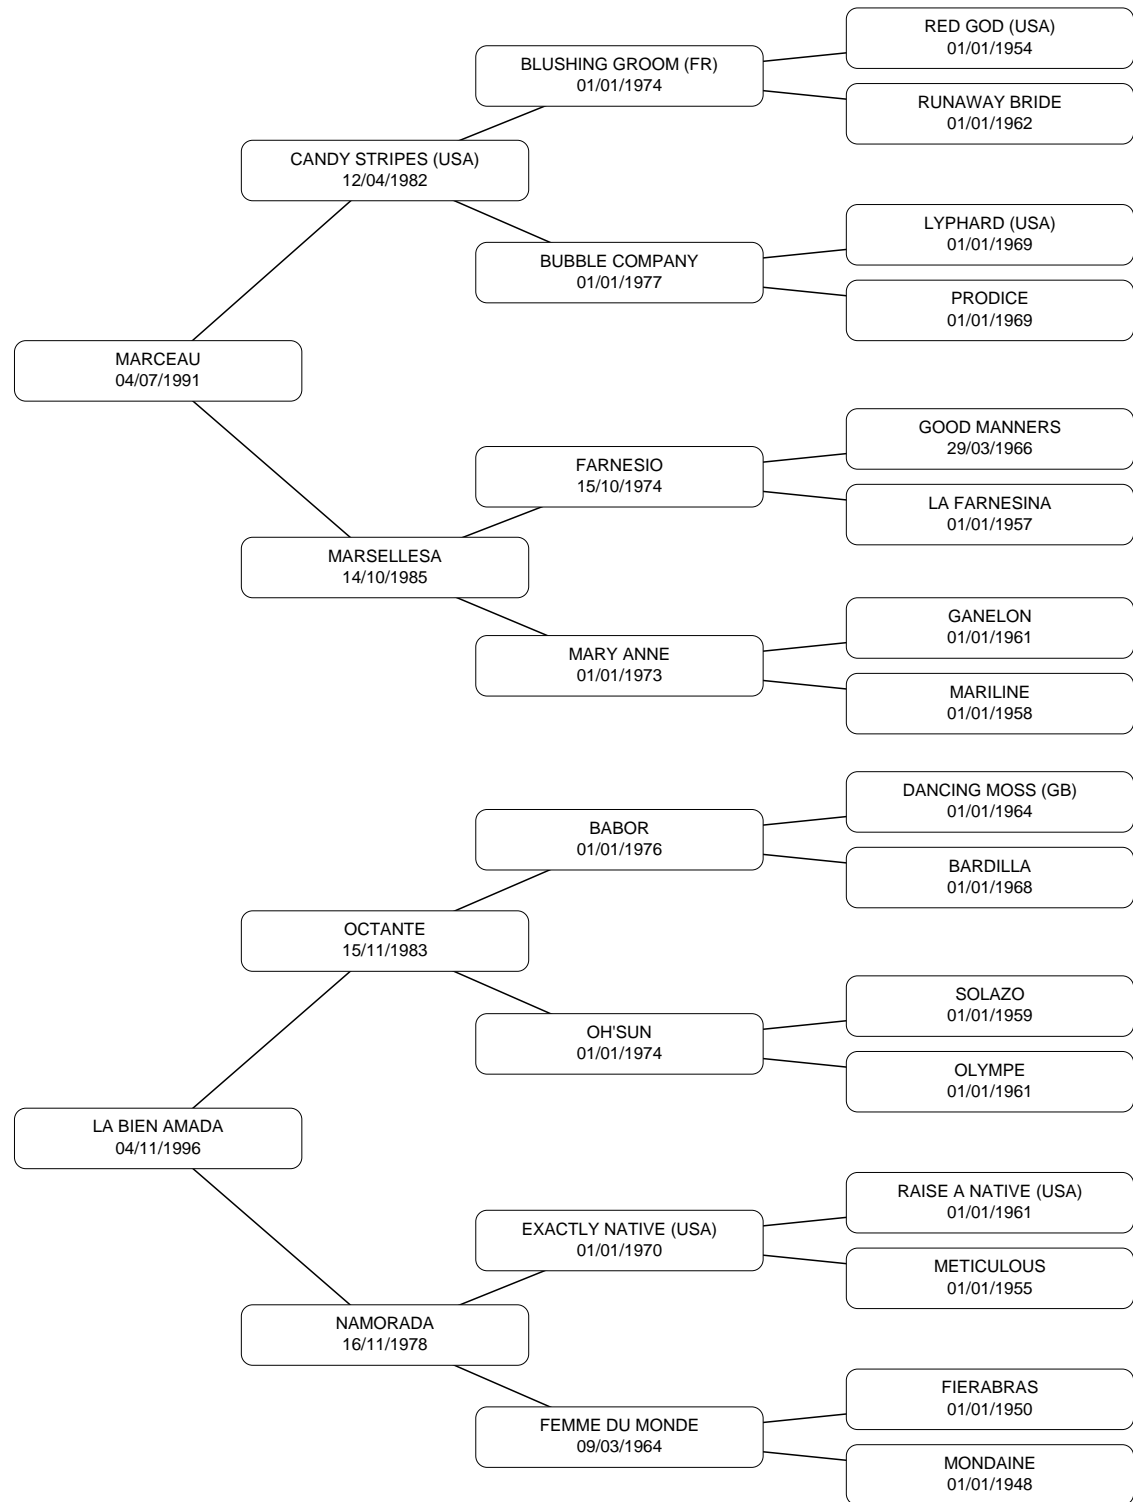 RED GOD (USA)
01/01/1954
BLUSHING GROOM (FR)
01/01/1974
RUNAWAY BRIDE
01/01/1962
CANDY STRIPES (USA)
12/04/1982
LYPHARD (USA)
01/01/1969
BUBBLE COMPANY
01/01/1977
PRODICE
01/01/1969
MARCEAU
04/07/1991
GOOD MANNERS
29/03/1966
FARNESIO
15/10/1974
LA FARNESINA
01/01/1957
MARSELLESA
14/10/1985
GANELON
01/01/1961
MARY ANNE
01/01/1973
MARILINE
01/01/1958
DANCING MOSS (GB)
01/01/1964
BABOR
01/01/1976
BARDILLA
01/01/1968
OCTANTE
15/11/1983
SOLAZO
01/01/1959
OH'SUN
01/01/1974
OLYMPE
01/01/1961
LA BIEN AMADA
04/11/1996
RAISE A NATIVE (USA)
01/01/1961
EXACTLY NATIVE (USA)
01/01/1970
METICULOUS
01/01/1955
NAMORADA
16/11/1978
FIERABRAS
01/01/1950
FEMME DU MONDE
09/03/1964
MONDAINE
01/01/1948